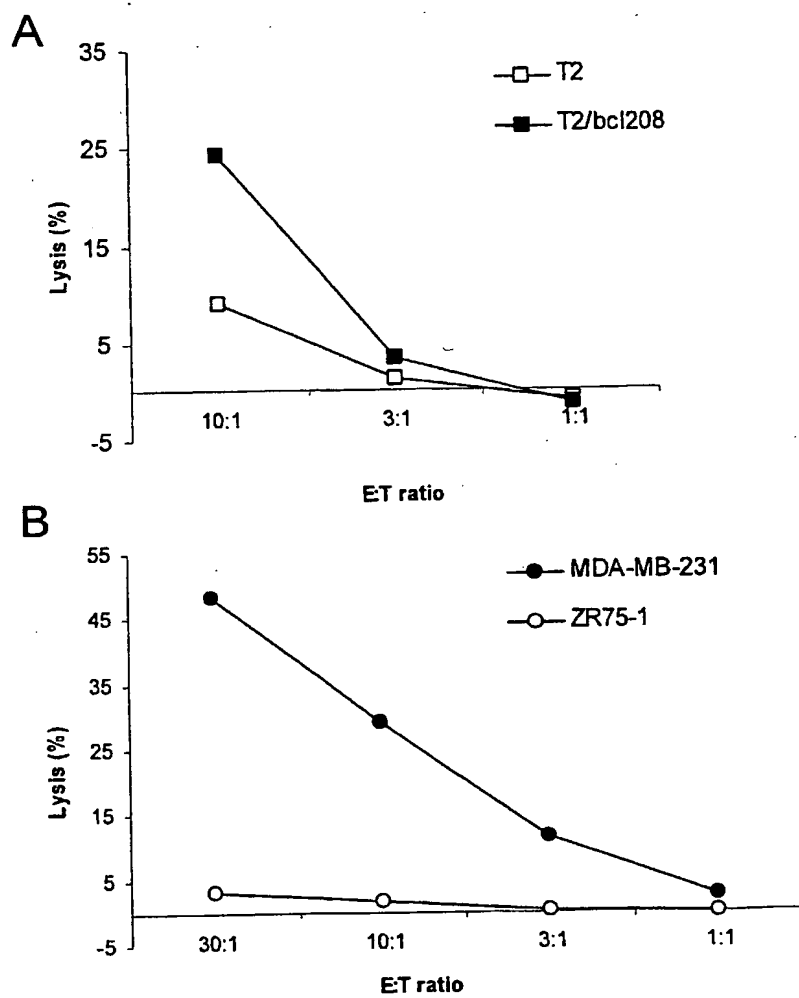 A
35
T2
T2/bcl208
25
15
5
-5
Lysis (%)
10:1 3:1 1:1
E:T ratio
B
55
MDA-MB-231
ZR75-1
45
35
25
15
5
-5
Lysis (%)
30:1 10:1 3:1 1:1
E:T ratio